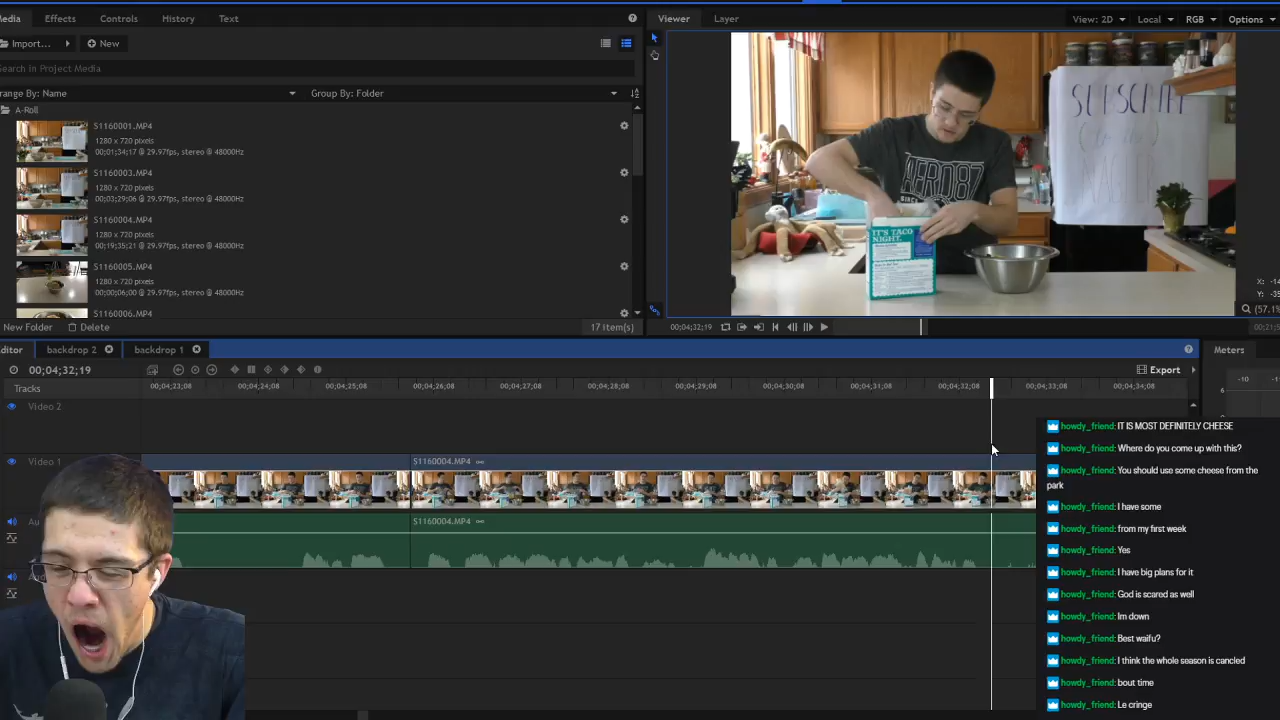 Media Effects Controls History Text
Import... New
Search in Project Media
Arrange By: Name Group By: Folder
A-Roll
S1160001.MP4
1280 x 720 pixels
00;01;34;17 @ 29.97fps, stereo @ 48000Hz
S1160003.MP4
1280 x 720 pixels
00;03;29;06 @ 29.97fps, stereo @ 48000Hz
S1160004.MP4
1280 x 720 pixels
00;19;35;21 @ 29.97fps, stereo @ 48000Hz
S1160005.MP4
1280 x 720 pixels
00;00;06;00 @ 29.97fps, stereo @ 48000Hz
S1160006.MP4
New Folder Delete 17 item(s)
Viewer Layer
View: 2D Local RGB Options
AERO87
SINCE
IT'S TACO
NIGHT.
X: -14
Y: -35
(57.1%
00;04;32;19 00;21;5
Editor backdrop 2 backdrop 1
00;04;32;19 Export
Tracks 00;04;23;08 00;04;24;08 00;04;25;08 00;04;26;08 00;04;27;08 00;04;28;08 00;04;29;08 00;04;30;08 00;04;31;08 00;04;32;08 00;04;33;08 00;04;34;08
Meters
-10
6
Video 2
Video 1 S1160004.MP4
S1160004.MP4
howdy_friend: IT IS MOST DEFINITELY CHEESE
howdy_friend: Where do you come up with this?
howdy_friend: You should use some cheese from the
park
howdy_friend: I have some
howdy_friend: from my first week
howdy_friend: Yes
howdy_friend: I have big plans for it
howdy_friend: God is scared as well
howdy_friend: Im down
howdy_friend: Best waifu?
howdy_friend: I think the whole season is cancled
howdy_friend: bout time
howdy_friend: Le cringe